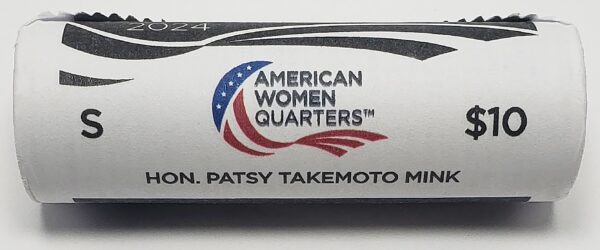 2024
AMERICAN
WOMEN
QUARTERS™
S
$10
HON. PATSY TAKEMOTO MINK